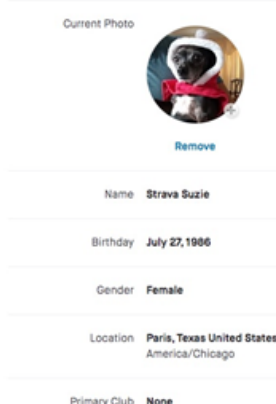 Current Photo
Remove
Name Strava Suzie
Birthday July 27, 1986
Gender Female
Location Paris, Texas United States
America/Chicago
Primary Club None